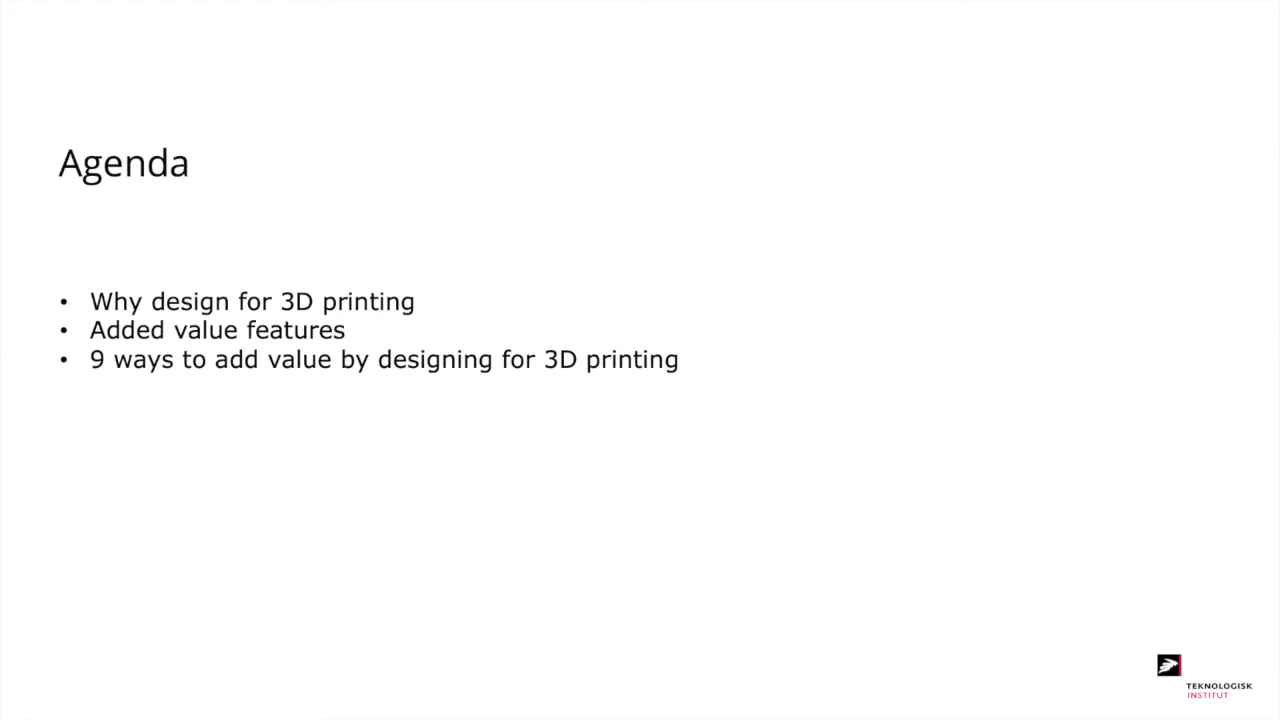 Agenda
• Why design for 3D printing
• Added value features
• 9 ways to add value by designing for 3D printing
TEKNOLOGISK
INSTITUT